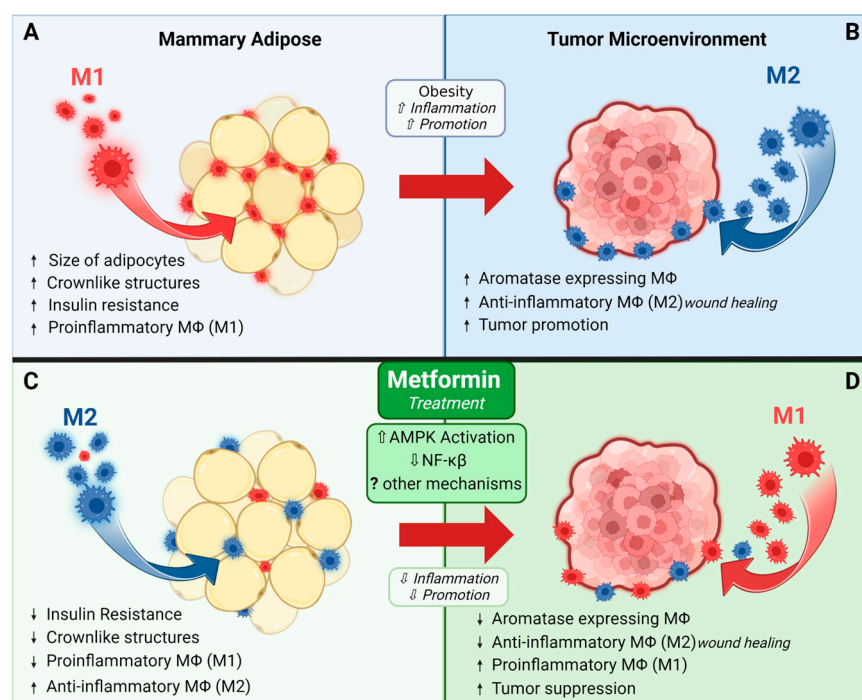 A
Mammary Adipose
M1
↑ Size of adipocytes
↑ Crownlike structures
↑ Insulin resistance
↑ Proinflammatory MΦ (M1)
Obesity
⇧ Inflammation
⇧ Promotion
Tumor Microenvironment
B
M2
↑ Aromatase expressing MΦ
↑ Anti-inflammatory MΦ (M2) wound healing
↑ Tumor promotion
C
M2
↓ Insulin Resistance
↓ Crownlike structures
↓ Proinflammatory MΦ (M1)
↑ Anti-inflammatory MΦ (M2)
Metformin
Treatment
⇧ AMPK Activation
⇩ NF-κβ
? other mechanisms
⇩ Inflammation
⇩ Promotion
D
M1
↓ Aromatase expressing MΦ
↓ Anti-inflammatory MΦ (M2) wound healing
↑ Proinflammatory MΦ (M1)
↑ Tumor suppression